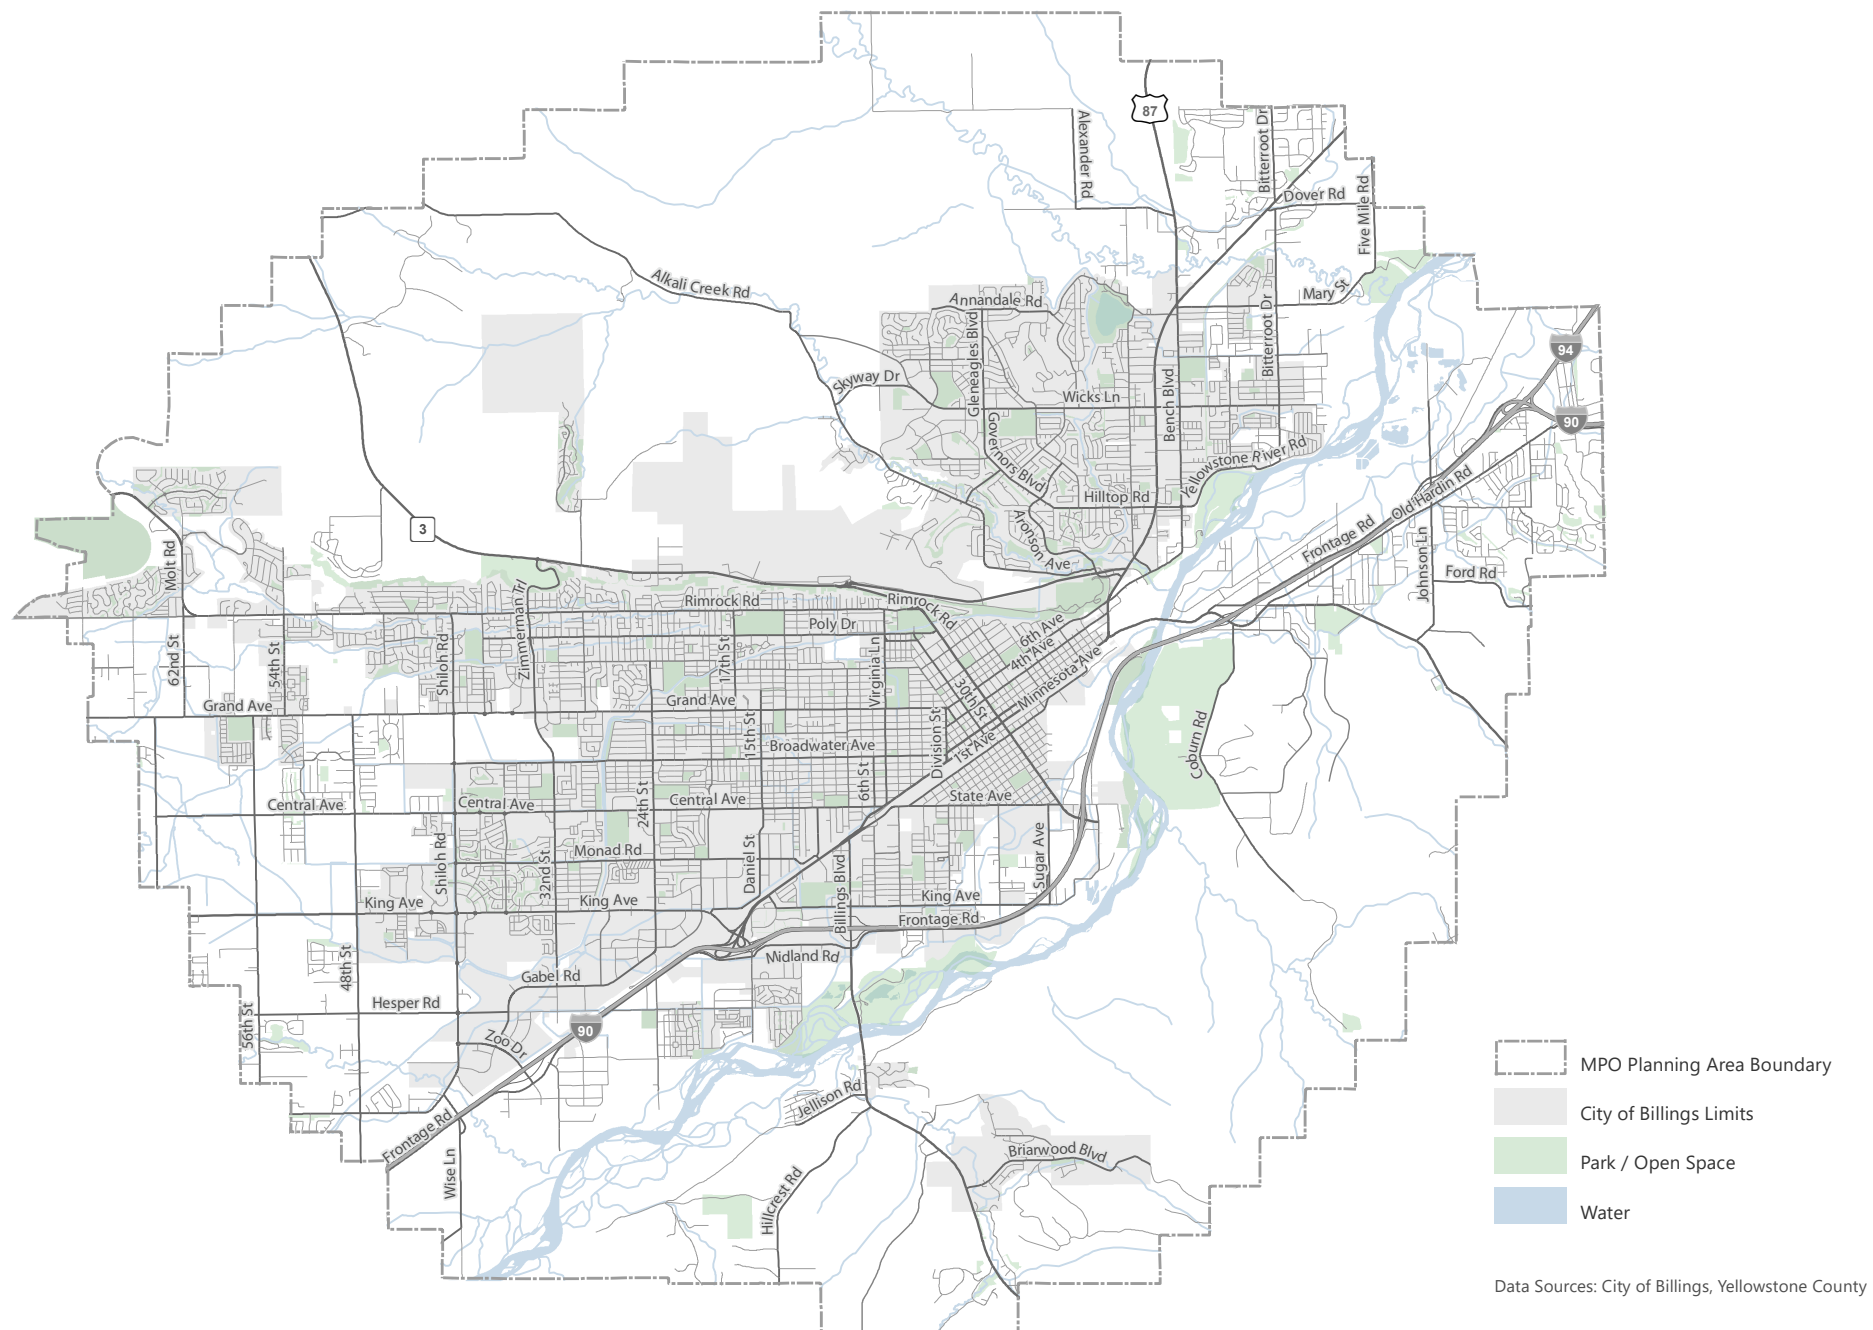 87
Alexander Rd
Bitterroot Dr
Dover Rd
Five Mile Rd
Alkali Creek Rd
Annandale Rd
Mary St
Bitterroot Dr
Gleneagles Blvd
94
Skyway Dr
Wicks Ln
Bench Blvd
90
Governors Blvd
Yellowstone River Rd
Hilltop Rd
Old Hardin Rd
3
Aronson Ave
Frontage Rd
Johnson Ln
Ford Rd
Molt Rd
Zimmerman Trl
Rimrock Rd
Rimrock Rd
Poly Dr
6th Ave
4th Ave
Minnesota Ave
62nd St
54th St
Shiloh Rd
17th St
Virginia Ln
30th St
Grand Ave
Grand Ave
15th St
Division St
Broadwater Ave
1st Ave
Coburn Rd
6th St
Central Ave
Central Ave
24th St
Central Ave
State Ave
Shiloh Rd
32nd St
Monad Rd
Daniel St
Billings Blvd
Sugar Ave
King Ave
King Ave
King Ave
Frontage Rd
48th St
Gabel Rd
Midland Rd
Hesper Rd
56th St
90
Zoo Dr
Jellison Rd
Frontage Rd
Wise Ln
Hillcrest Rd
Briarwood Blvd
MPO Planning Area Boundary
City of Billings Limits
Park / Open Space
Water
Data Sources: City of Billings, Yellowstone County